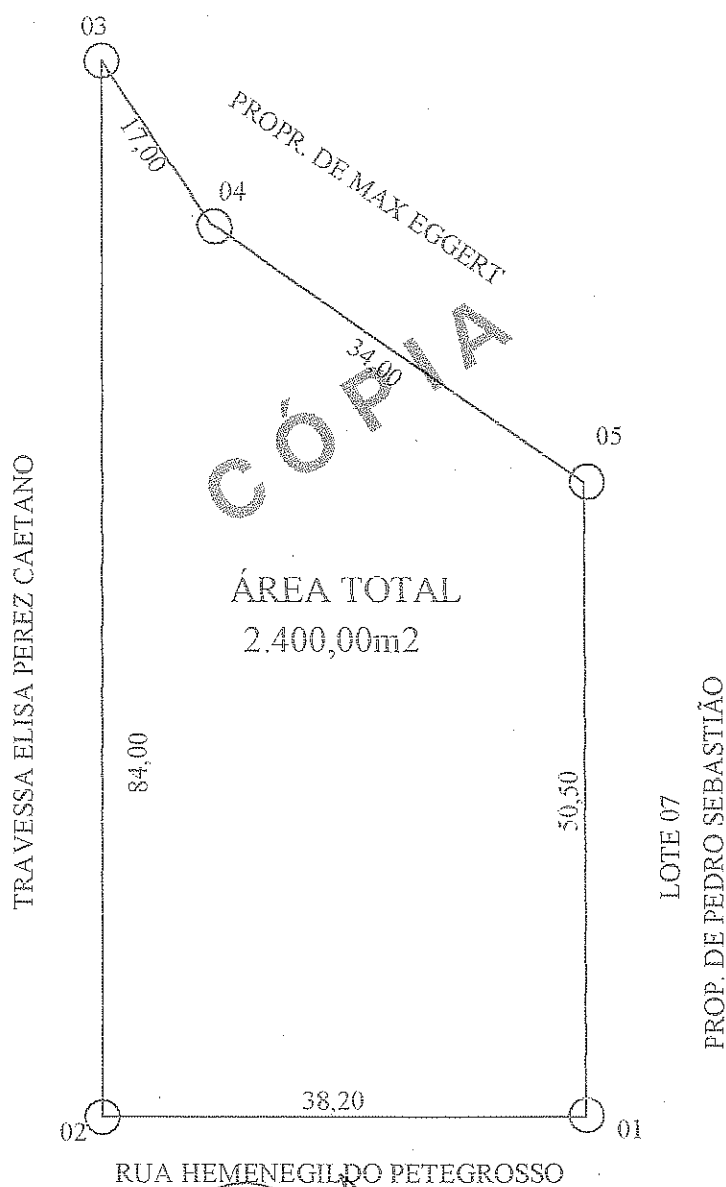 03
17,00
PROPR. DE MAX EGGERT
04
34,00
CÓPIA
05
TRAVESSA ELISA PEREZ CAETANO
ÁREA TOTAL
2.400,00m2
84,00
50,50
LOTE 07
PROP. DE PEDRO SEBASTIÃO
38,20
02
01
RUA HEMENEGILDO PETEGROSSO